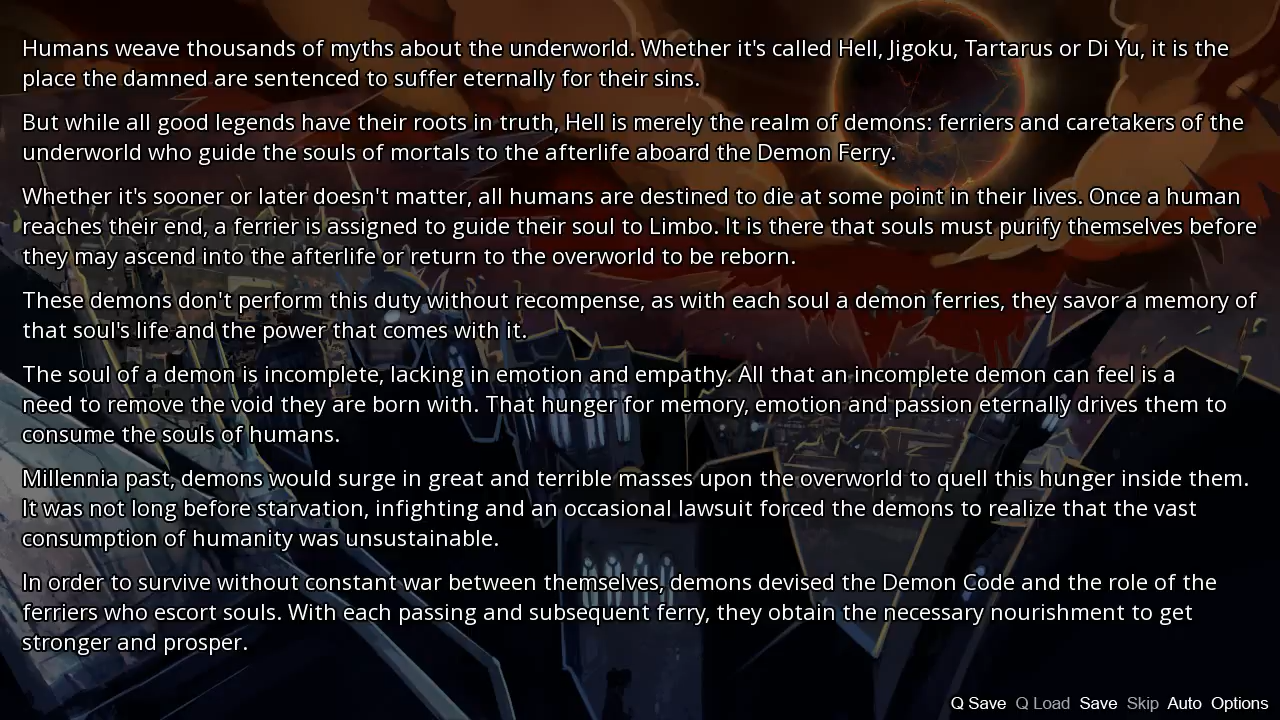 Humans weave thousands of myths about the underworld. Whether it's called Hell, Jigoku, Tartarus or Di Yu, it is the
place the damned are sentenced to suffer eternally for their sins.
But while all good legends have their roots in truth, Hell is merely the realm of demons: ferriers and caretakers of the
underworld who guide the souls of mortals to the afterlife aboard the Demon Ferry.
Whether it's sooner or later doesn't matter, all humans are destined to die at some point in their lives. Once a human
reaches their end, a ferrier is assigned to guide their soul to Limbo. It is there that souls must purify themselves before
they may ascend into the afterlife or return to the overworld to be reborn.
These demons don't perform this duty without recompense, as with each soul a demon ferries, they savor a memory of
that soul's life and the power that comes with it.
The soul of a demon is incomplete, lacking in emotion and empathy. All that an incomplete demon can feel is a
need to remove the void they are born with. That hunger for memory, emotion and passion eternally drives them to
consume the souls of humans.
Millennia past, demons would surge in great and terrible masses upon the overworld to quell this hunger inside them.
It was not long before starvation, infighting and an occasional lawsuit forced the demons to realize that the vast
consumption of humanity was unsustainable.
In order to survive without constant war between themselves, demons devised the Demon Code and the role of the
ferriers who escort souls. With each passing and subsequent ferry, they obtain the necessary nourishment to get
stronger and prosper.
Q Save Q Load Save Skip Auto Options